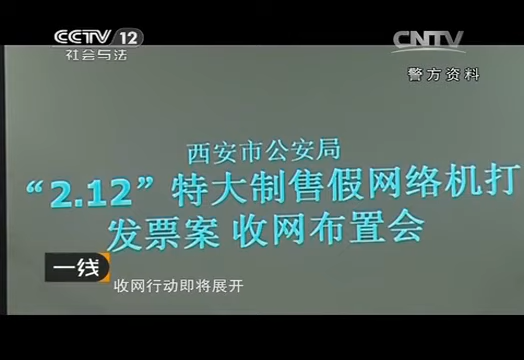 CCTV 12
社会与法
CNTV
警方资料
西安市公安局
“2.12”特大制售假网络机打
发票案 收网布置会
一线
收网行动即将展开